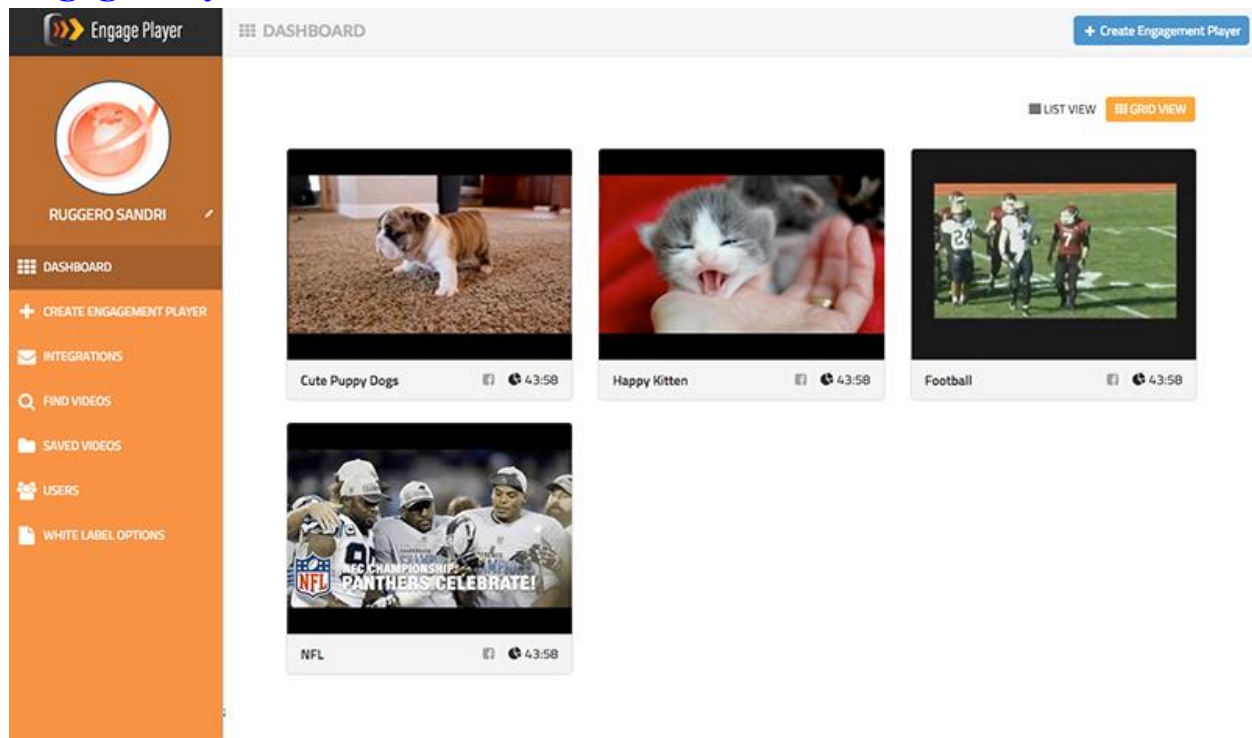 Engage Player
DASHBOARD
+ Create Engagement Player
LIST VIEW
GRID VIEW
RUGGERO SANDRI
DASHBOARD
CREATE ENGAGEMENT PLAYER
INTEGRATIONS
FIND VIDEOS
SAVED VIDEOS
USERS
WHITE LABEL OPTIONS
24
7
Cute Puppy Dogs 43:58
Happy Kitten 43:58
Football 43:58
NFL
NFC CHAMPIONSHIP:
PANTHERS CELEBRATE!
NFL 43:58